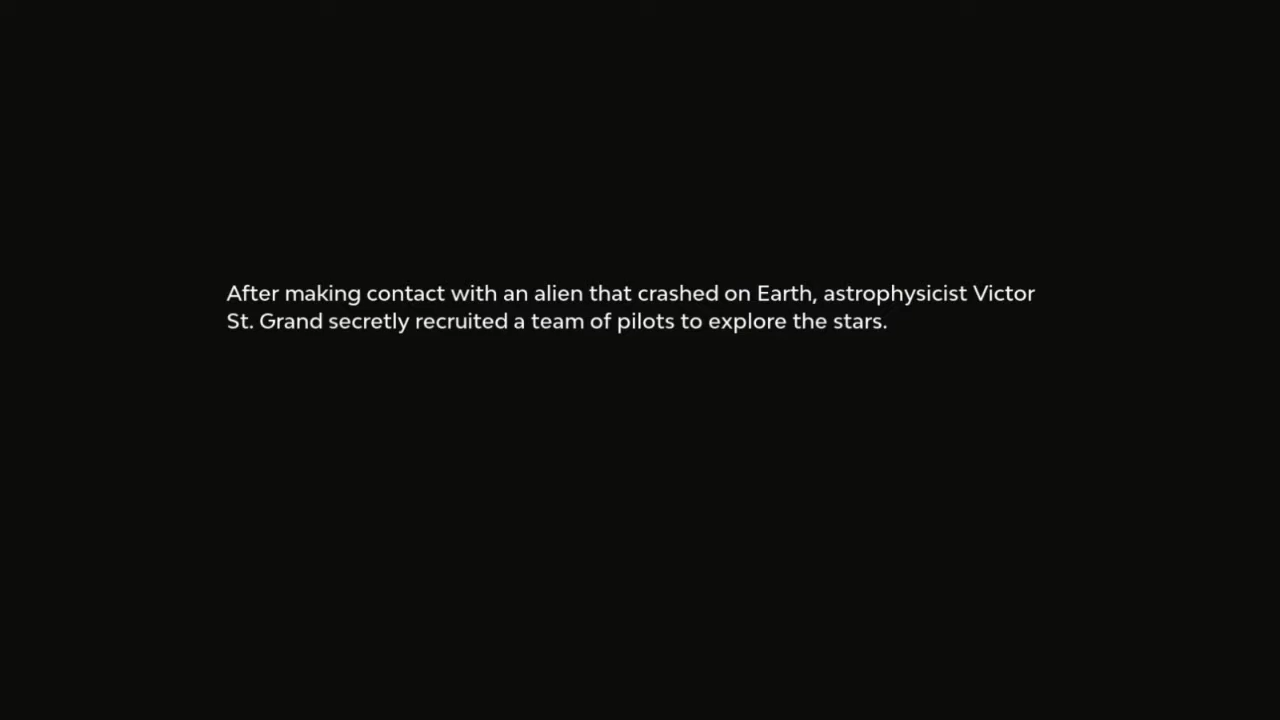 After making contact with an alien that crashed on Earth, astrophysicist Victor
St. Grand secretly recruited a team of pilots to explore the stars.